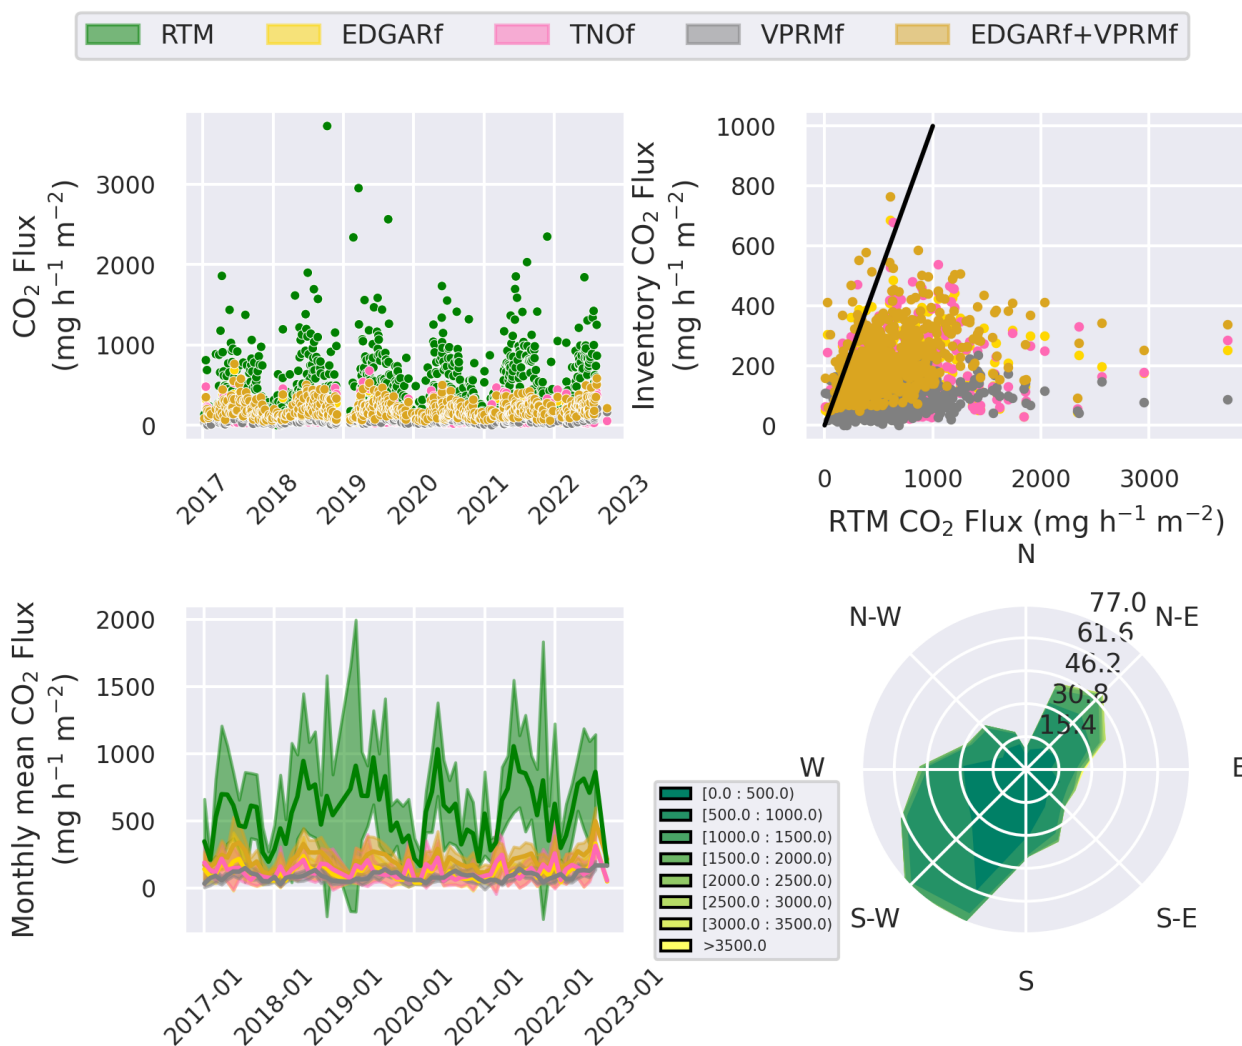 RTM EDGARf TNOf VPRMf EDGARf+VPRMf
CO₂ Flux
(mg h⁻¹ m⁻²)
3000
2000
1000
0
2017 2018 2019 2020 2021 2022 2023
Inventory CO₂ Flux
(mg h⁻¹ m⁻²)
1000
800
600
400
200
0
0 1000 2000 3000
RTM CO₂ Flux (mg h⁻¹ m⁻²)
Monthly mean CO₂ Flux
(mg h⁻¹ m⁻²)
2000
1500
1000
500
0
2017-01 2018-01 2019-01 2020-01 2021-01 2022-01 2023-01
N
N-W
N-E
77.0
61.6
46.2
30.8
15.4
W
E
S-W
S-E
S
[0.0 : 500.0)
[500.0 : 1000.0)
[1000.0 : 1500.0)
[1500.0 : 2000.0)
[2000.0 : 2500.0)
[2500.0 : 3000.0)
[3000.0 : 3500.0)
>3500.0